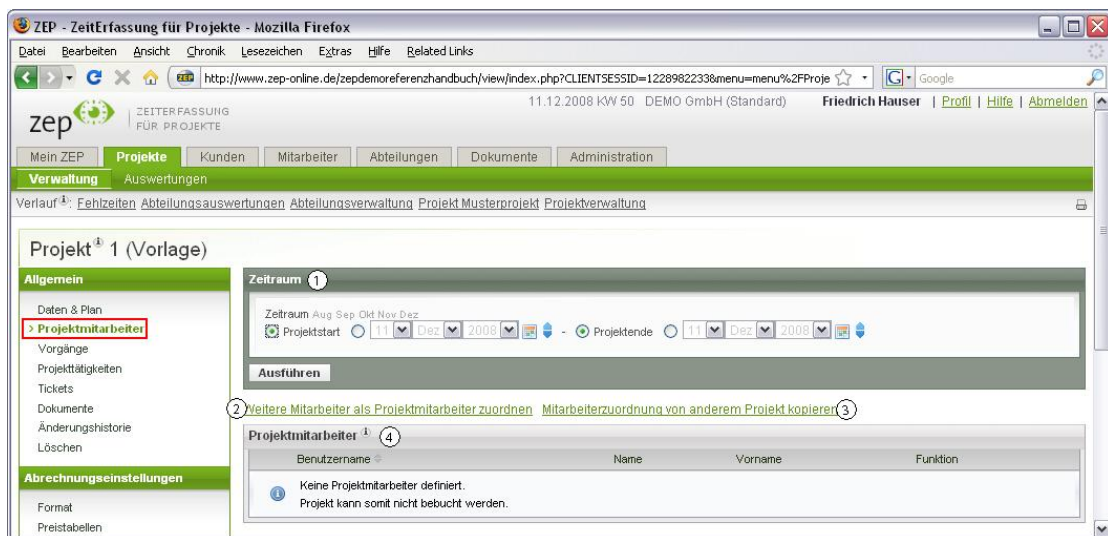 ZEP - ZeitErfassung für Projekte - Mozilla Firefox
Datei Bearbeiten Ansicht Chronik Lesezeichen Extras Hilfe Related Links
http://www.zep-online.de/zepdemoreferenzhandbuch/view/index.php?CLIENTSESSID=12289822338menu=menu%2FProje Google
11.12.2008 KW 50 DEMO GmbH (Standard) Friedrich Hauser | Profil | Hilfe | Abmelden
zep ZEITERFASSUNG
FÜR PROJEKTE
Mein ZEP Projekte Kunden Mitarbeiter Abteilungen Dokumente Administration
Verwaltung Auswertungen
Verlauf: Fehlzeiten Abteilungsauswertungen Abteilungsverwaltung Projekt Musterprojekt Projektverwaltung
Projekt 1 (Vorlage)
Allgemein
Daten & Plan
> Projektmitarbeiter
Vorgänge
Projekttätigkeiten
Tickets
Dokumente
Änderungshistorie
Löschen
Abrechnungseinstellungen
Format
Preistabellen
Zeitraum 1
Zeitraum Aug Sep Okt Nov Dez
Projektstart 11 Dez 2008 - Projektende 11 Dez 2008
Ausführen
2 Weitere Mitarbeiter als Projektmitarbeiter zuordnen Mitarbeiterzuordnung von anderem Projekt kopieren 3
Projektmitarbeiter 4
Benutzername Name Vorname Funktion
Keine Projektmitarbeiter definiert.
Projekt kann somit nicht bebucht werden.